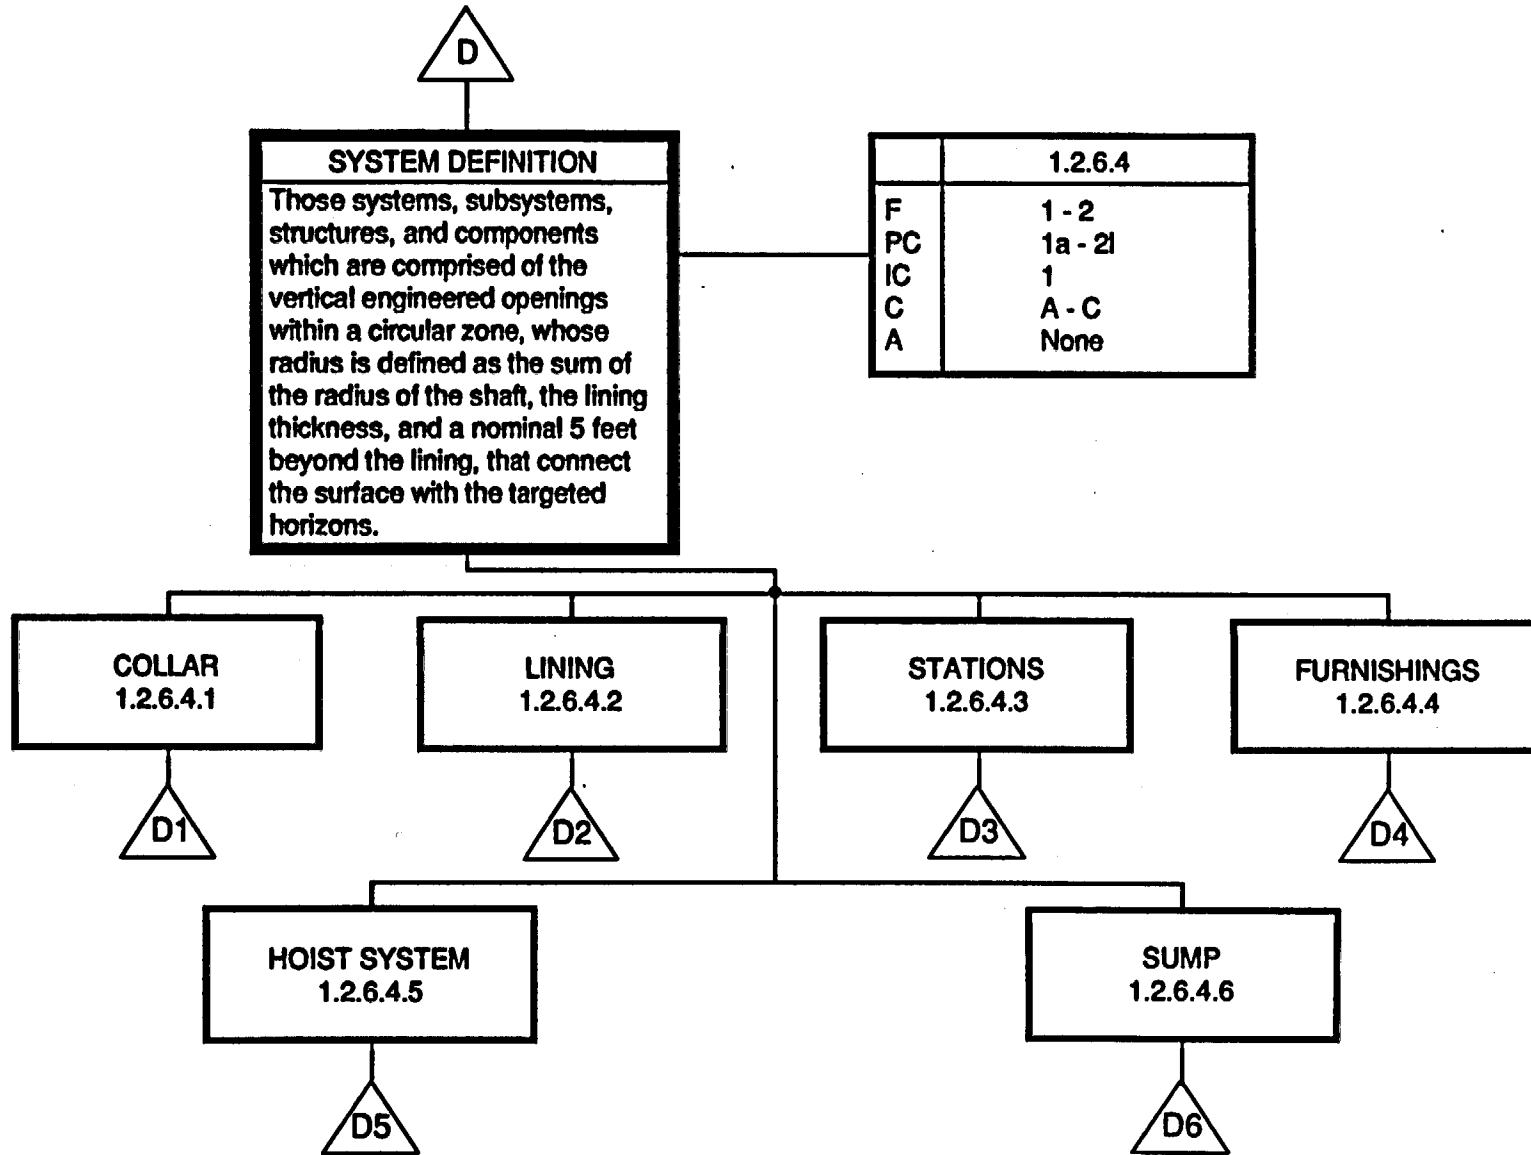 D
SYSTEM DEFINITION
Those systems, subsystems,
structures, and components
which are comprised of the
vertical engineered openings
within a circular zone, whose
radius is defined as the sum of
the radius of the shaft, the lining
thickness, and a nominal 5 feet
beyond the lining, that connect
the surface with the targeted
horizons.
1.2.6.4
F 1 - 2
PC 1a - 2l
IC 1
C A - C
A None
COLLAR
1.2.6.4.1
LINING
1.2.6.4.2
STATIONS
1.2.6.4.3
FURNISHINGS
1.2.6.4.4
D1
D2
D3
D4
HOIST SYSTEM
1.2.6.4.5
SUMP
1.2.6.4.6
D5
D6